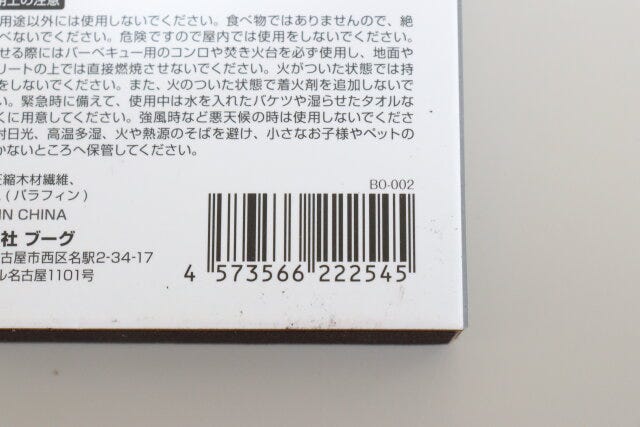 用上の注意
用途以外には使用しないでください。食べ物ではありませんので、絶
べないでください。危険ですので屋内では使用をしないでください。
せる際にはバーベキュー用のコンロや焚き火台を必ず使用し、地面や
リートの上では直接燃焼させないでください。火がついた状態では持
をしないでください。また、火のついた状態で着火剤を追加しないで
い。緊急時に備えて、使用中は水を入れたバケツや湿らせたタオルな
くに用意してください。強風時など悪天候の時は使用しないでくださ
射日光、高温多湿、火や熱源のそばを避け、小さなお子様やペットの
かないところへ保管してください。
圧縮木材繊維、
(パラフィン)
IN CHINA
社 ブーグ
古屋市西区名駅2-34-17
ル名古屋1101号
BO-002
4 573566 222545